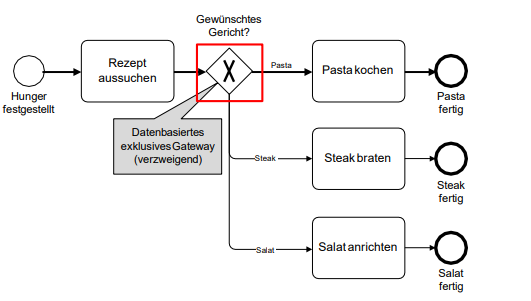 Gewünschtes
Gericht?
Rezept
aussuchen
X
Pasta
Pasta kochen
Hunger
festgestellt
Pasta
fertig
Datenbasiertes
exklusives Gateway
(verzweigend)
Steak
Steak braten
Steak
fertig
Salat
Salat anrichten
Salat
fertig